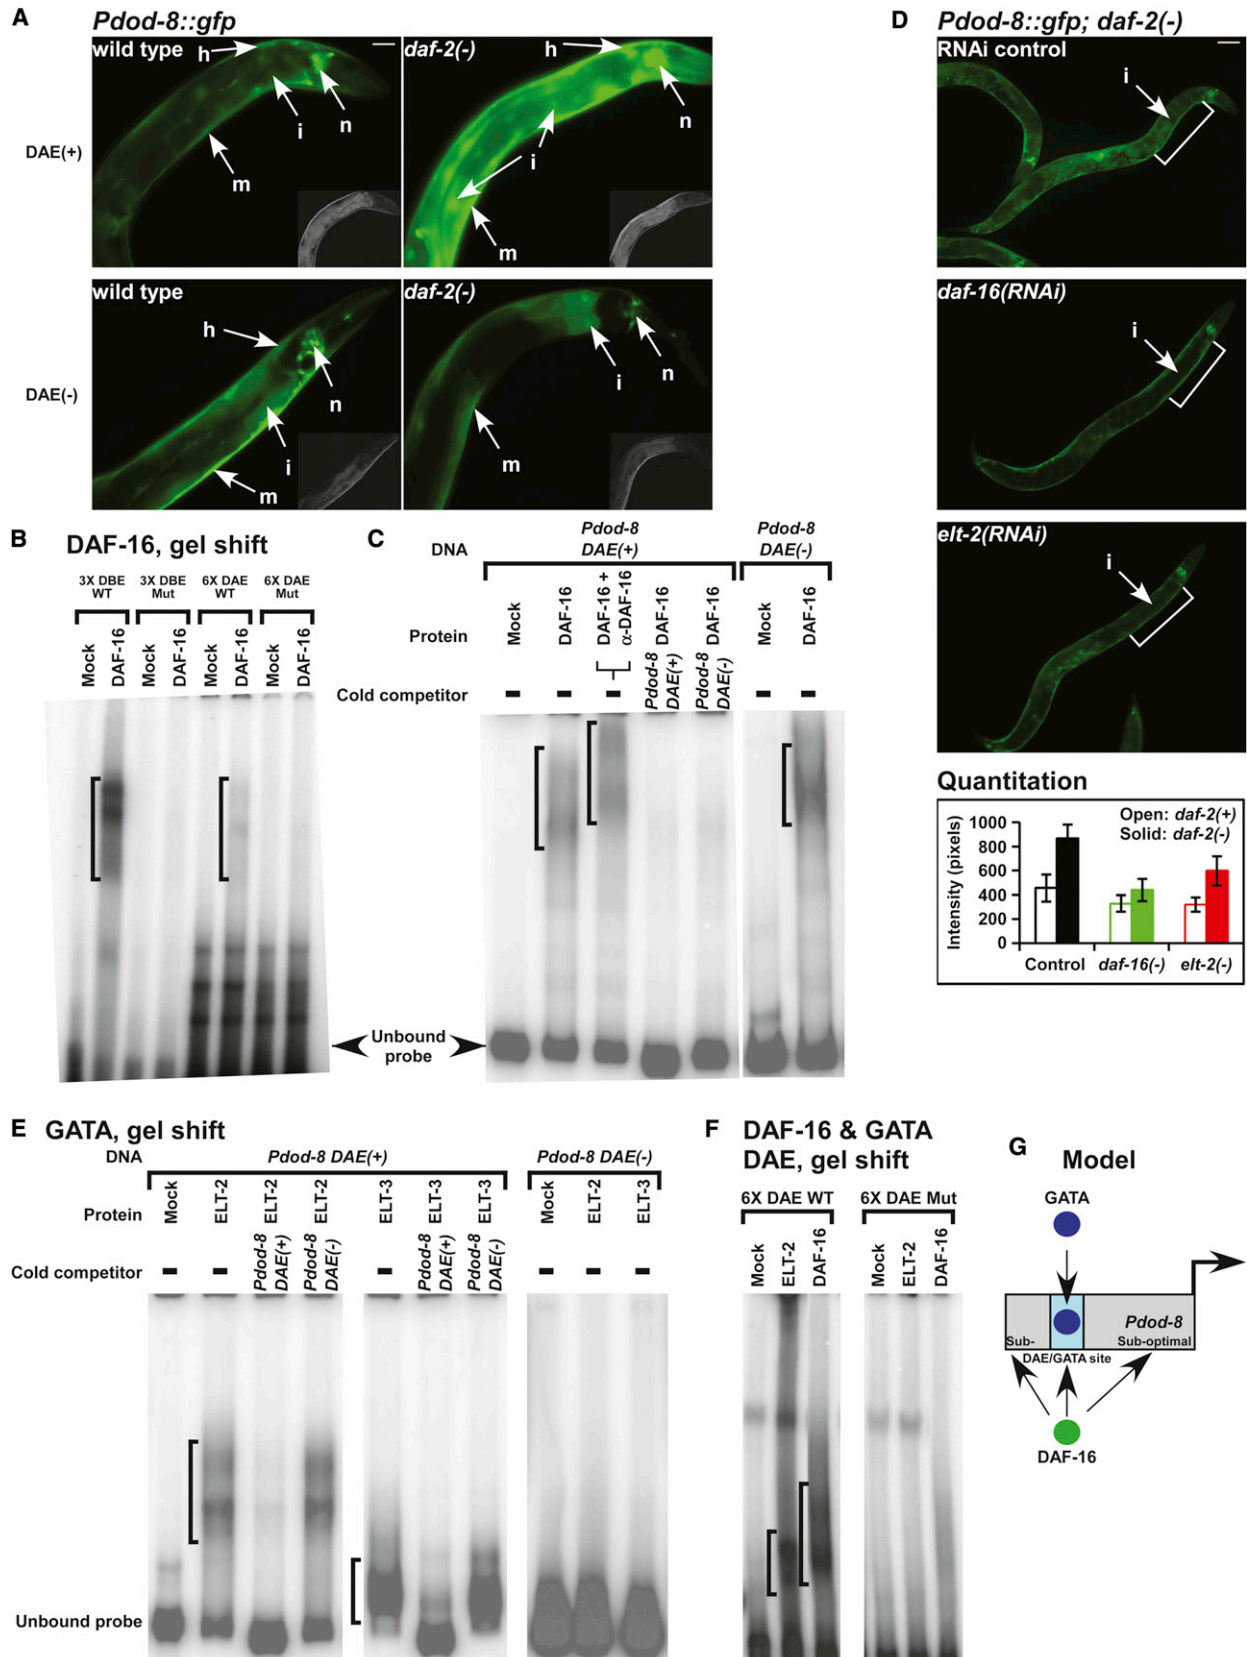 A
Pdod-8::gfp
wild type
h
i
n
m
daf-2(-)
h
i
n
m
DAE(+)
wild type
h
n
i
m
daf-2(-)
i
n
m
DAE(-)
B DAF-16, gel shift
3X DBE WT
3X DBE Mut
6X DAE WT
6X DAE Mut
Mock
DAF-16
Mock
DAF-16
Mock
DAF-16
Mock
DAF-16
C
DNA
Pdod-8 DAE(+)
Pdod-8 DAE(-)
Protein
Mock
DAF-16
DAF-16 + α-DAF-16
DAF-16
DAF-16
Mock
DAF-16
Cold competitor
-
-
-
Pdod-8 DAE(+)
Pdod-8 DAE(-)
-
-
Unbound probe
D
Pdod-8::gfp; daf-2(-)
RNAi control
i
daf-16(RNAi)
i
elt-2(RNAi)
i
Quantitation
Open: daf-2(+)
Solid: daf-2(-)
Intensity (pixels)
1000
800
600
400
200
0
Control
daf-16(-)
elt-2(-)
E GATA, gel shift
DNA
Pdod-8 DAE(+)
Pdod-8 DAE(-)
Protein
Mock
ELT-2
ELT-2
ELT-2
ELT-3
ELT-3
ELT-3
Mock
ELT-2
ELT-3
Cold competitor
-
-
Pdod-8 DAE(+)
Pdod-8 DAE(-)
-
Pdod-8 DAE(+)
Pdod-8 DAE(-)
-
-
-
Unbound probe
F DAF-16 & GATA
DAE, gel shift
6X DAE WT
6X DAE Mut
Mock
ELT-2
DAF-16
Mock
ELT-2
DAF-16
G Model
GATA
Pdod-8
Sub-
Sub-optimal
DAE/GATA site
DAF-16